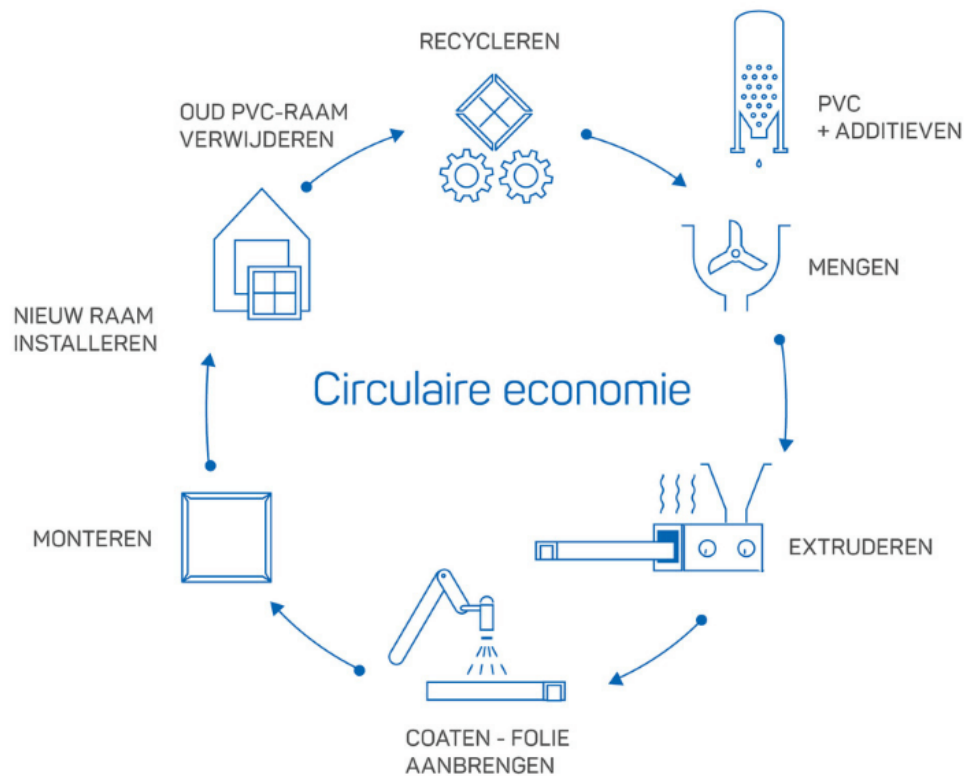 RECYCLEREN
PVC
+ ADDITIEVEN
OUD PVC-RAAM
VERWIJDEREN
MENGEN
NIEUW RAAM
INSTALLEREN
Circulaire economie
MONTEREN
EXTRUDEREN
COATEN - FOLIE
AANBRENGEN